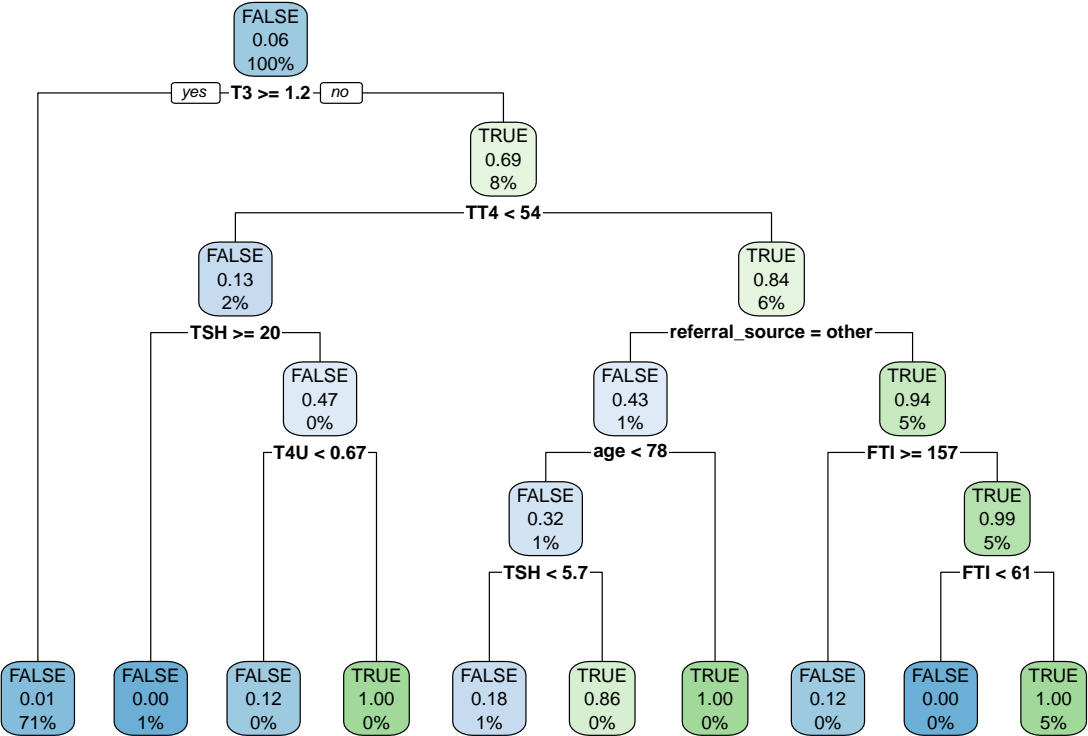 FALSE
0.06
100%
yes T3 >= 1.2 no
TRUE
0.69
8%
TT4 < 54
FALSE
0.13
2%
TRUE
0.84
6%
TSH >= 20
referral_source = other
FALSE
0.47
0%
FALSE
0.43
1%
TRUE
0.94
5%
T4U < 0.67
age < 78
FTI >= 157
FALSE
0.32
1%
TRUE
0.99
5%
TSH < 5.7
FTI < 61
FALSE
0.01
71%
FALSE
0.00
1%
FALSE
0.12
0%
TRUE
1.00
0%
FALSE
0.18
1%
TRUE
0.86
0%
TRUE
1.00
0%
FALSE
0.12
0%
FALSE
0.00
0%
TRUE
1.00
5%